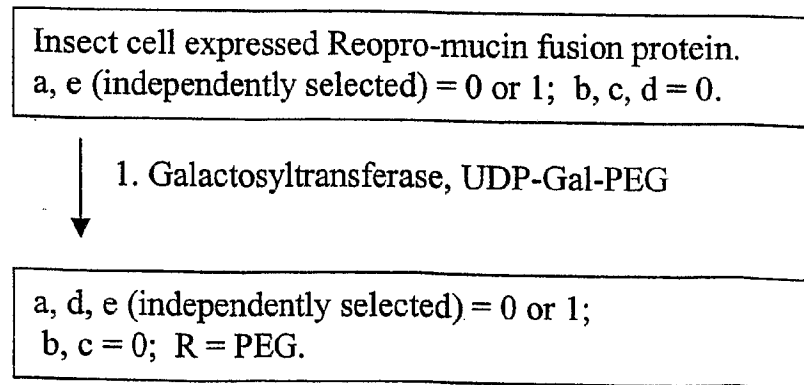 Insect cell expressed Reopro-mucin fusion protein.
a, e (independently selected) = 0 or 1; b, c, d = 0.
1. Galactosyltransferase, UDP-Gal-PEG
a, d, e (independently selected) = 0 or 1;
b, c = 0; R = PEG.